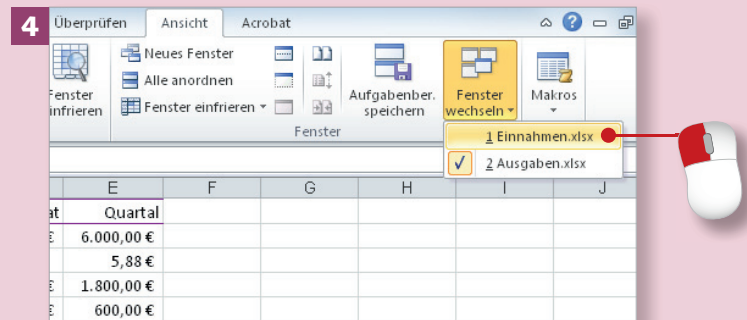 4
Überprüfen Ansicht Acrobat
Neues Fenster
Alle anordnen
Fenster einfrieren
Fenster
einfrieren
Aufgabenber.
speichern
Fenster
wechseln
Makros
Fenster
1 Einnahmen.xlsx
2 Ausgaben.xlsx
E F G H I J
at Quartal
€ 6.000,00 €
5,88 €
€ 1.800,00 €
€ 600,00 €